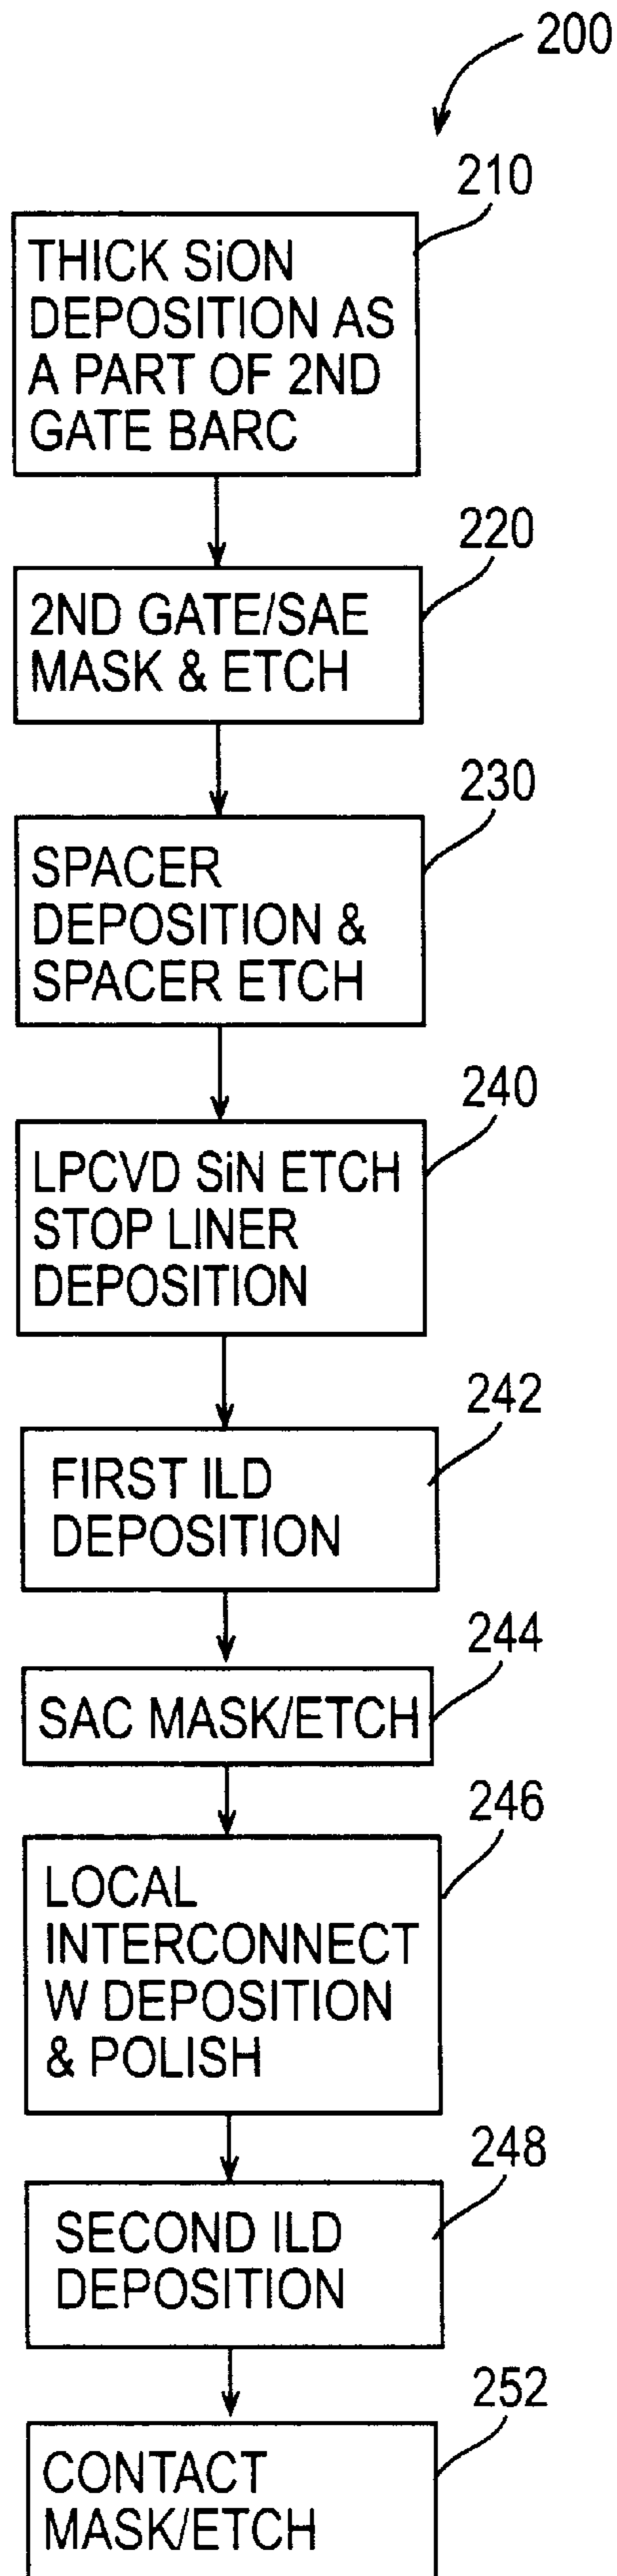 200
210
THICK SiON
DEPOSITION AS
A PART OF 2ND
GATE BARC
220
2ND GATE/SAE
MASK & ETCH
230
SPACER
DEPOSITION &
SPACER ETCH
240
LPCVD SiN ETCH
STOP LINER
DEPOSITION
242
FIRST ILD
DEPOSITION
244
SAC MASK/ETCH
246
LOCAL
INTERCONNECT
W DEPOSITION
& POLISH
248
SECOND ILD
DEPOSITION
252
CONTACT
MASK/ETCH